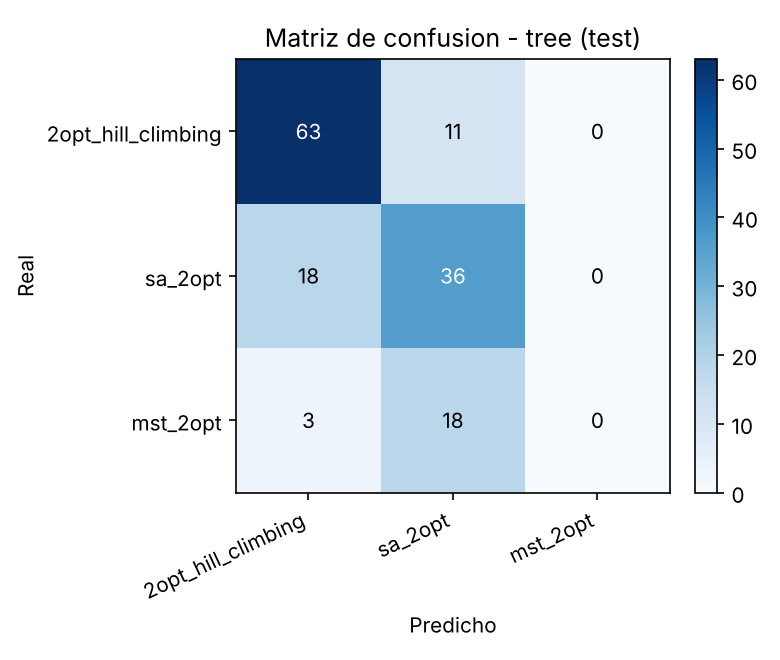 Matriz de confusion - tree (test)
Real
2opt_hill_climbing 63 11 0
sa_2opt 18 36 0
mst_2opt 3 18 0
2opt_hill_climbing sa_2opt mst_2opt
Predicho
60
50
40
30
20
10
0